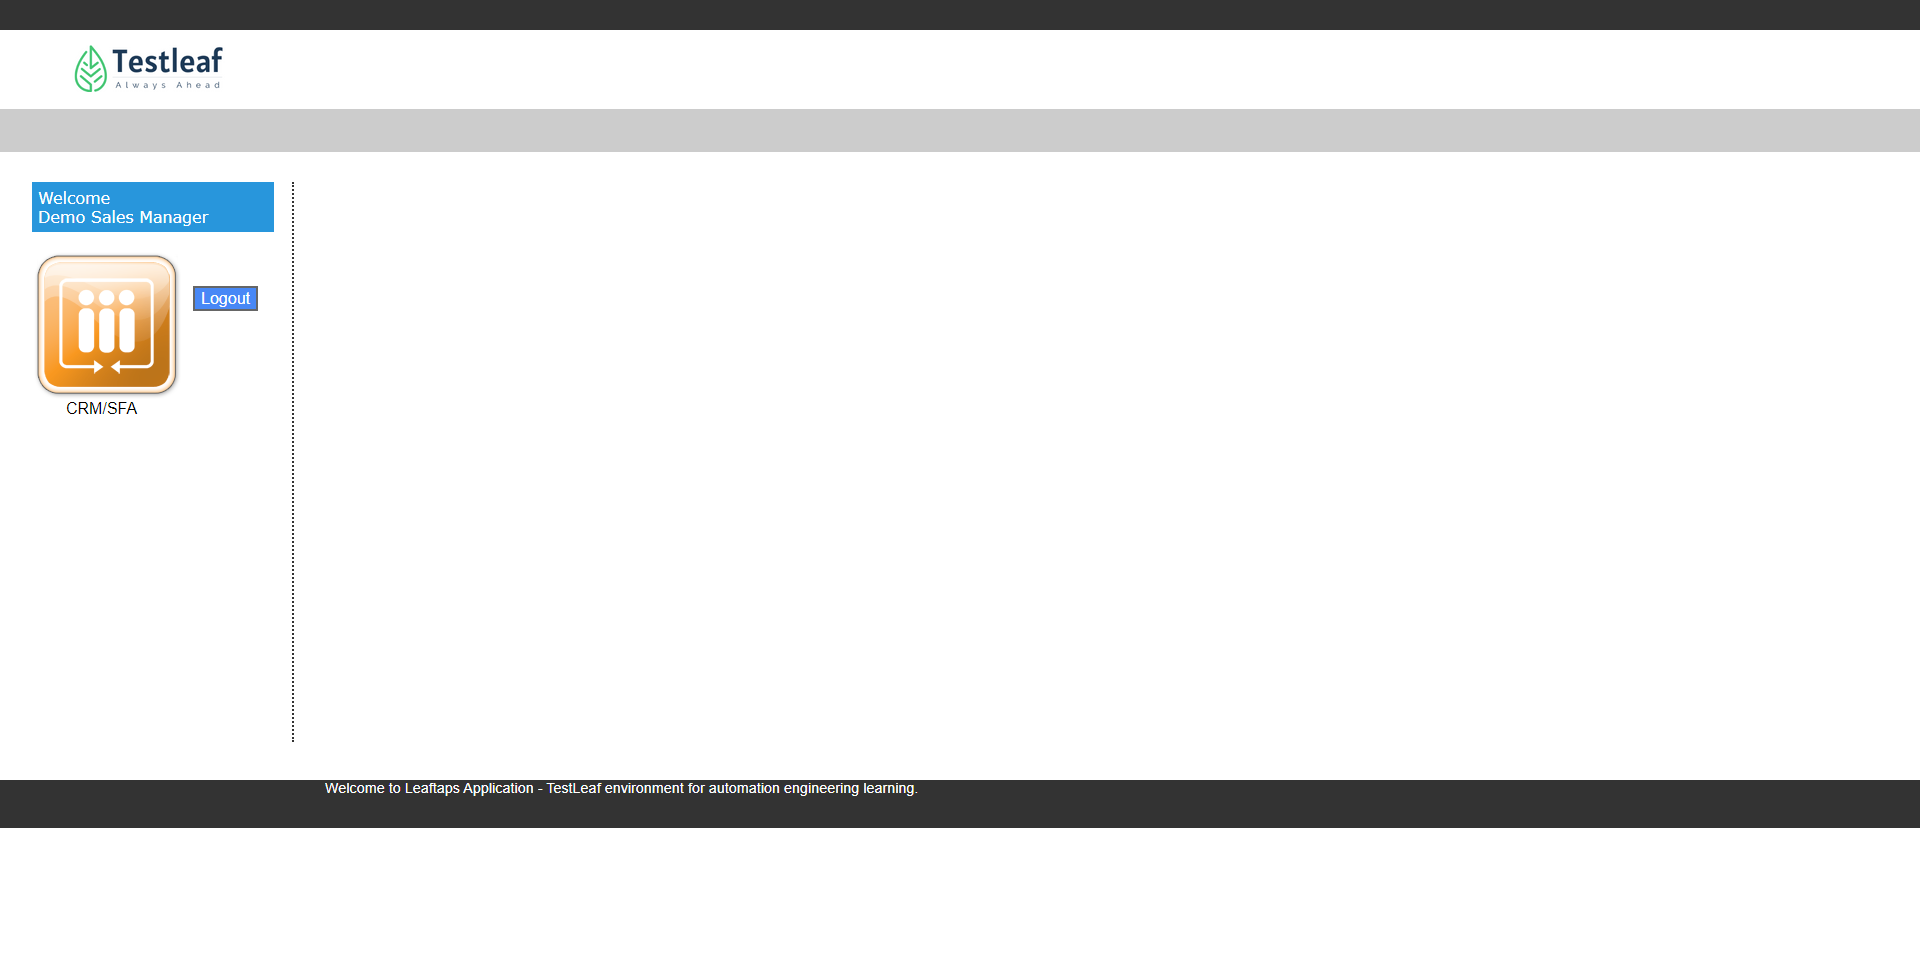 Testleaf
Always Ahead
Welcome
Demo Sales Manager
Logout
CRM/SFA
Welcome to Leaftaps Application - TestLeaf environment for automation engineering learning.